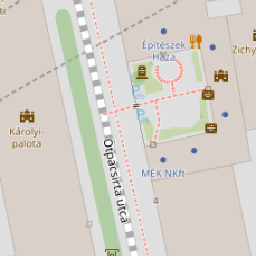 Építészek
Háza
Zichy
Károlyi-
palota
Ötpacsirta utca
MÉK NKft
P
P